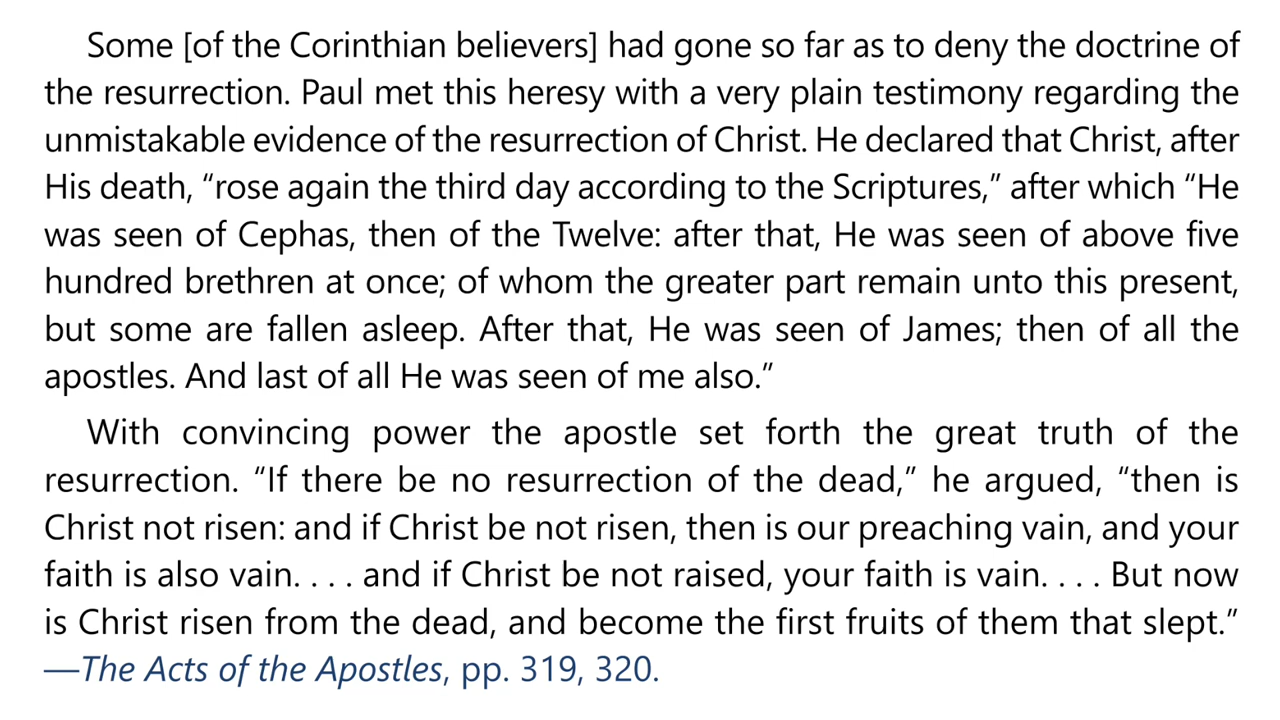 Some [of the Corinthian believers] had gone so far as to deny the doctrine of
the resurrection. Paul met this heresy with a very plain testimony regarding the
unmistakable evidence of the resurrection of Christ. He declared that Christ, after
His death, “rose again the third day according to the Scriptures,” after which “He
was seen of Cephas, then of the Twelve: after that, He was seen of above five
hundred brethren at once; of whom the greater part remain unto this present,
but some are fallen asleep. After that, He was seen of James; then of all the
apostles. And last of all He was seen of me also.”
With convincing power the apostle set forth the great truth of the
resurrection. “If there be no resurrection of the dead,” he argued, “then is
Christ not risen: and if Christ be not risen, then is our preaching vain, and your
faith is also vain. . . . and if Christ be not raised, your faith is vain. . . . But now
is Christ risen from the dead, and become the first fruits of them that slept.”
—The Acts of the Apostles, pp. 319, 320.